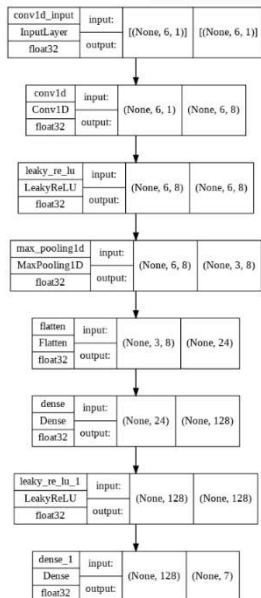 conv1d_input input: [(None, 6, 1)] [(None, 6, 1)]
InputLayer
float32 output:
conv1d input: (None, 6, 1) (None, 6, 8)
Conv1D
float32 output:
leaky_re_lu input: (None, 6, 8) (None, 6, 8)
LeakyReLU
float32 output:
max_pooling1d input: (None, 6, 8) (None, 3, 8)
MaxPooling1D
float32 output:
flatten input: (None, 3, 8) (None, 24)
Flatten
float32 output:
dense input: (None, 24) (None, 128)
Dense
float32 output:
leaky_re_lu_1 input: (None, 128) (None, 128)
LeakyReLU
float32 output:
dense_1 input: (None, 128) (None, 7)
Dense
float32 output: